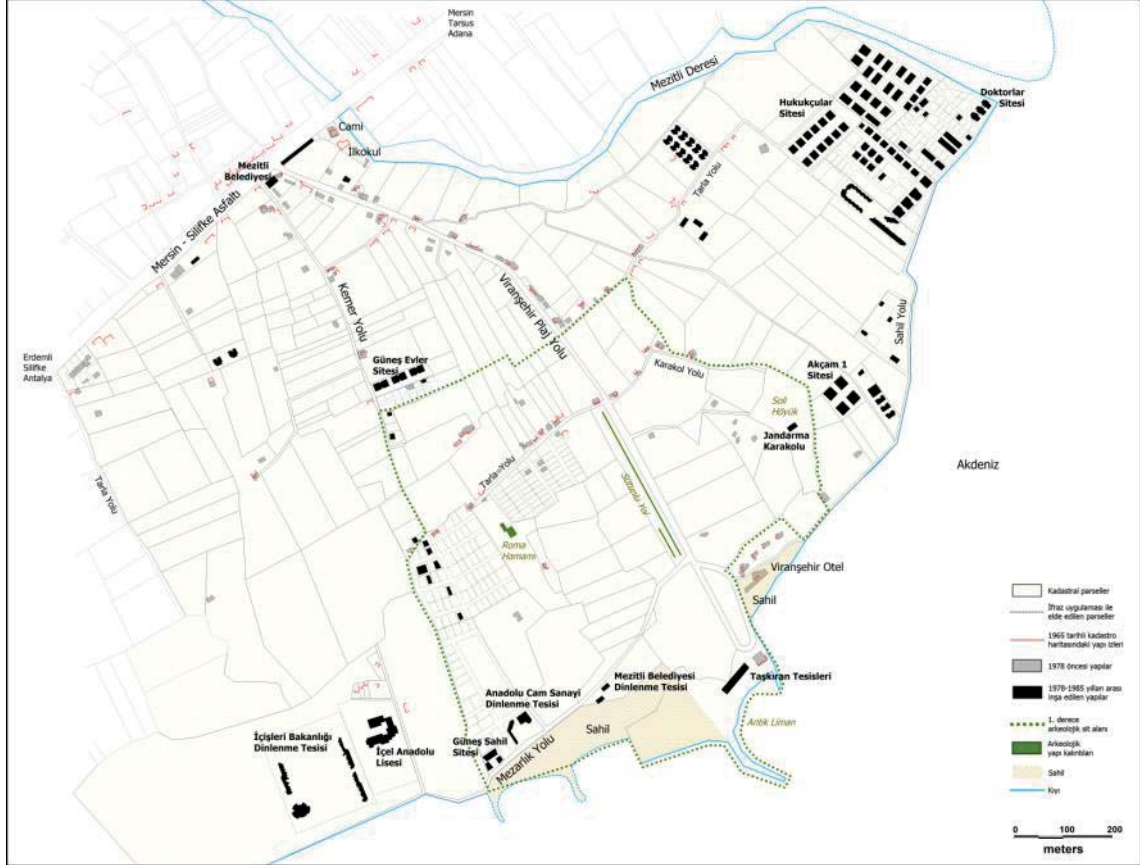 Mersin
Tarsus
Adana
Mezitli Deresi
Hukukçular
Sitesi
Doktorlar
Sitesi
Cami
İlkokul
Mezitli
Belediyesi
Tarla Yolu
Mersin - Silifke Asfaltı
Kemer Yolu
Viranşehir Plaj Yolu
Sahil Yolu
Erdemli
Silifke
Antalya
Güneş Evler
Sitesi
Karakol Yolu
Akçam 1
Sitesi
Soli
Höyük
Jandarma
Karakolu
Akdeniz
Tarla Yolu
Tarla Yolu
Sütunlu Yol
Roma
Hamamı
Viranşehir Otel
Sahil
Taşkıran Tesisleri
Mezitli Belediyesi
Dinlenme Tesisi
Anadolu Cam Sanayi
Dinlenme Tesisi
Antik Liman
Sahil
İçişleri Bakanlığı
Dinlenme Tesisi
İçel Anadolu
Lisesi
Güneş Sahil
Sitesi
Mezarlık Yolu
Kadastral parseller
İfraz uygulaması ile
elde edilen parseller
1965 tarihli kadastro
haritasındaki yapı izleri
1978 öncesi yapılar
1978-1985 yılları arası
inşa edilen yapılar
1. derece
arkeolojik sit alanı
Arkeolojik
yapı kalıntıları
Sahil
Kıyı
0 100 200
meters